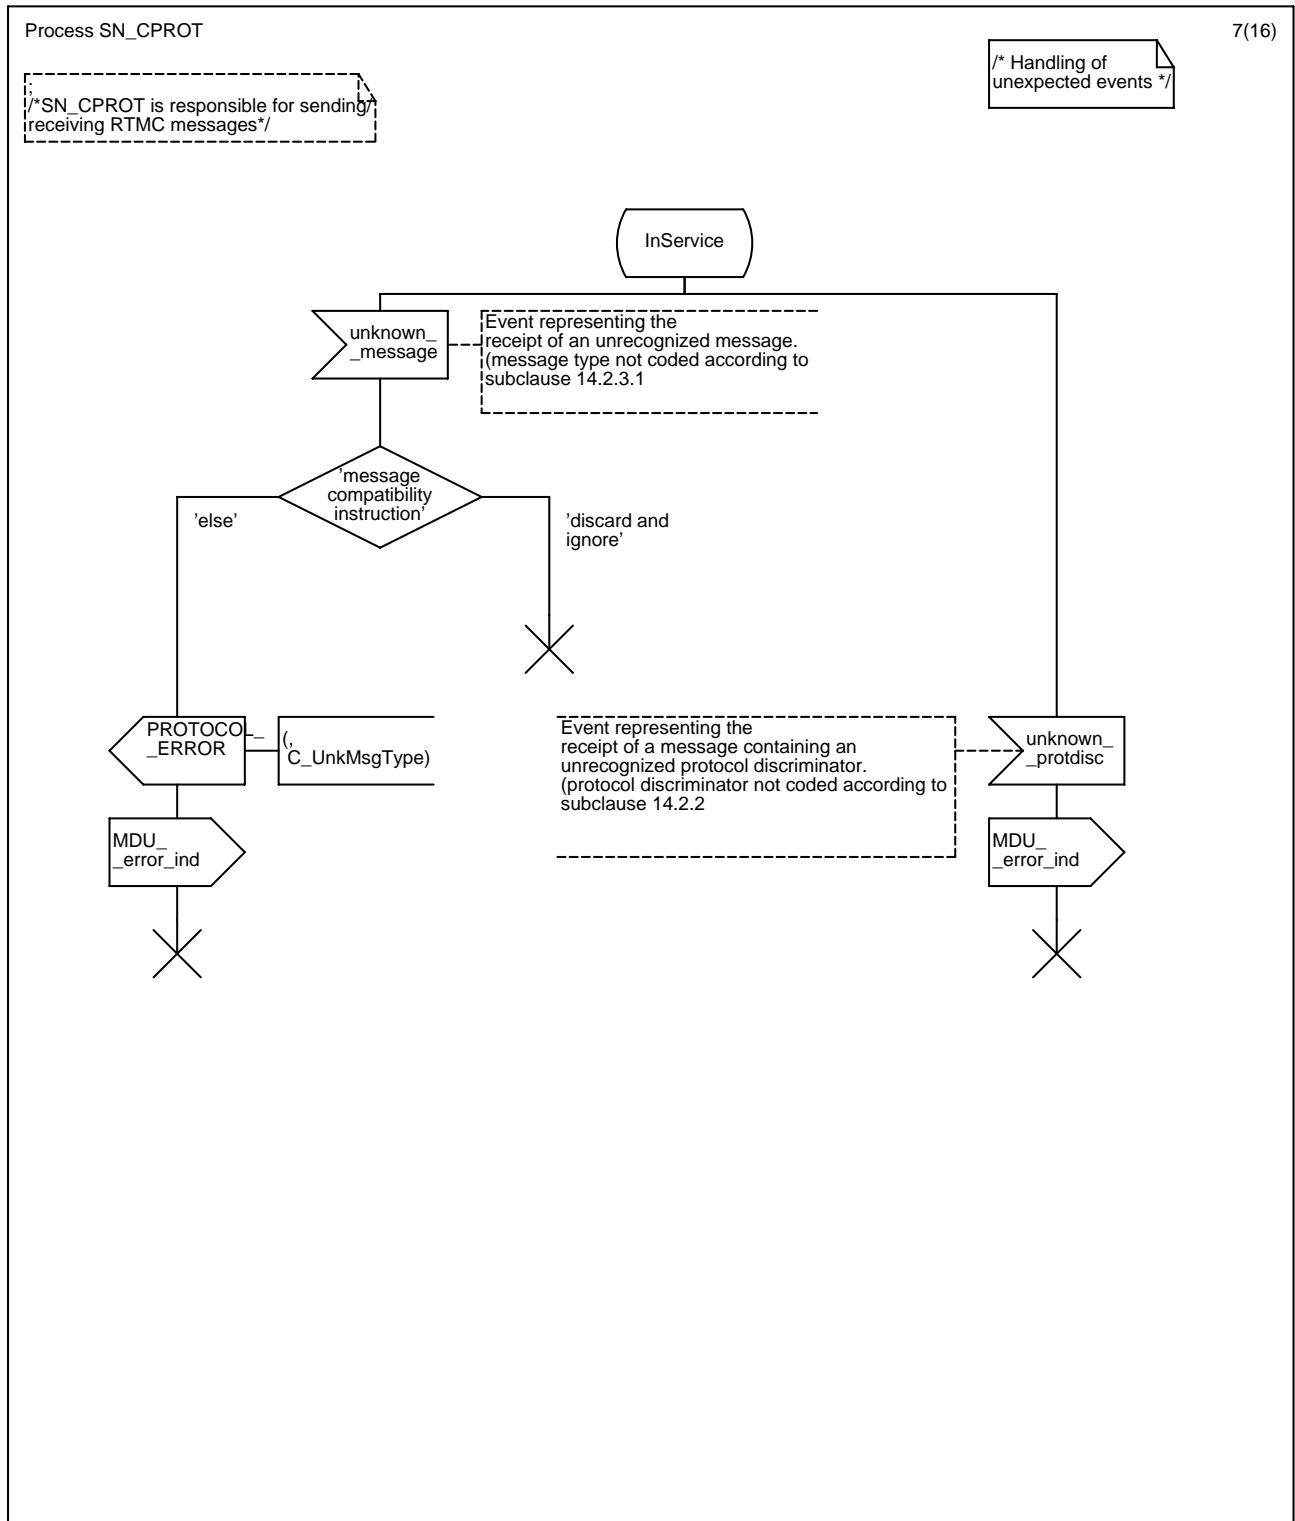 Process SN_CPROT
7(16)
/* Handling of
unexpected events */
;
/*SN_CPROT is responsible for sending/
receiving RTMC messages*/
InService
unknown_
_message
Event representing the
receipt of an unrecognized message.
(message type not coded according to
subclause 14.2.3.1
'message
compatibility
instruction'
'else'
'discard and
ignore'
PROTOCOL_
_ERROR
(,
C_UnkMsgType)
Event representing the
receipt of a message containing an
unrecognized protocol discriminator.
(protocol discriminator not coded according to
subclause 14.2.2
unknown_
_protdisc
MDU_
_error_ind
MDU_
_error_ind